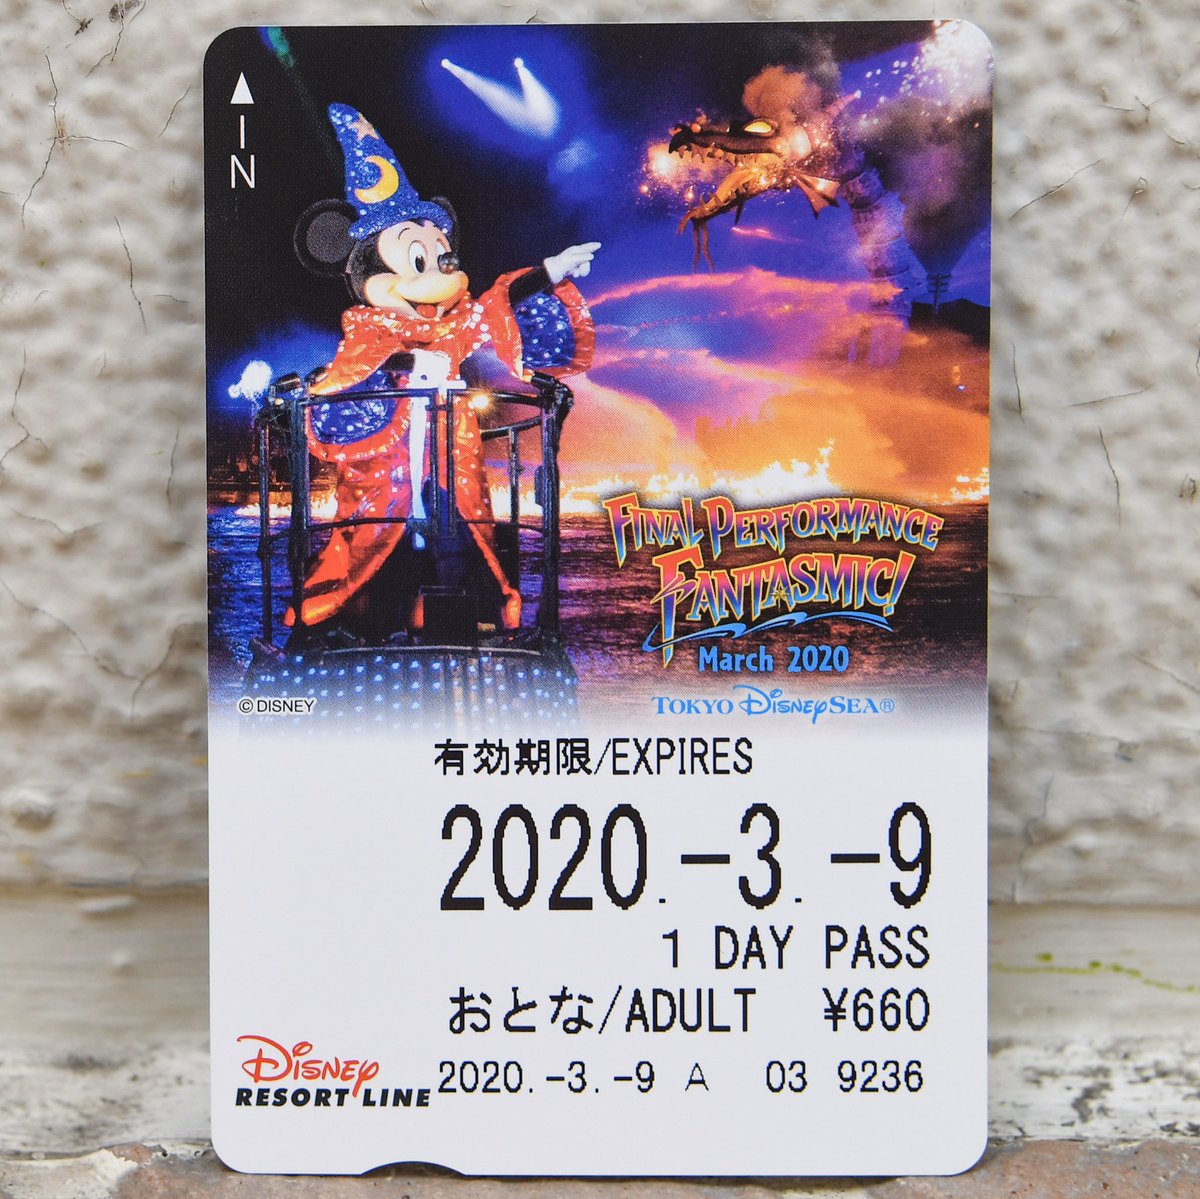 IN
FINAL PERFORMANCE
FANTASMIC!
March 2020
TOKYO DISNEYSEA®
©DISNEY
有効期限/EXPIRES
2020.-3.-9
1 DAY PASS
おとな/ADULT ¥660
2020.-3.-9 A 03 9236
DISNEY
RESORT LINE